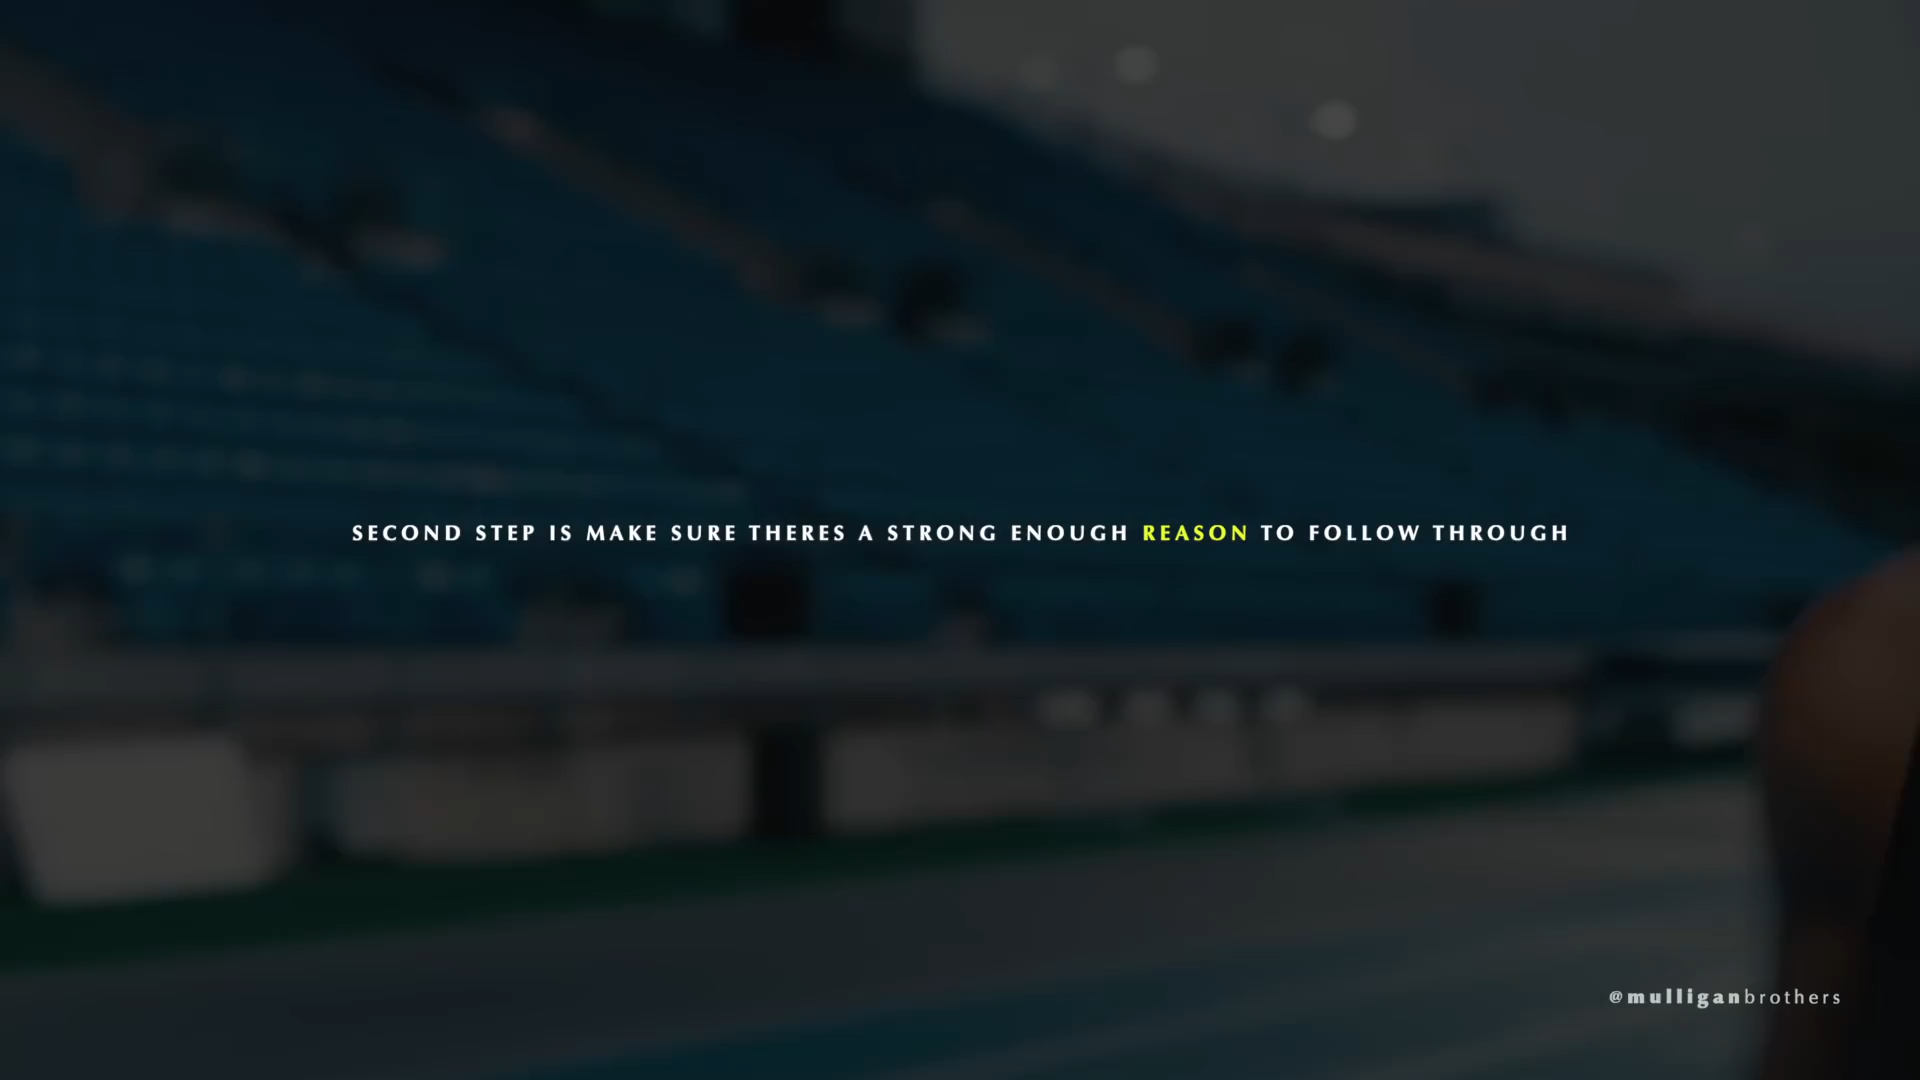 SECOND STEP IS MAKE SURE THERES A STRONG ENOUGH REASON TO FOLLOW THROUGH
@mulliganbrothers